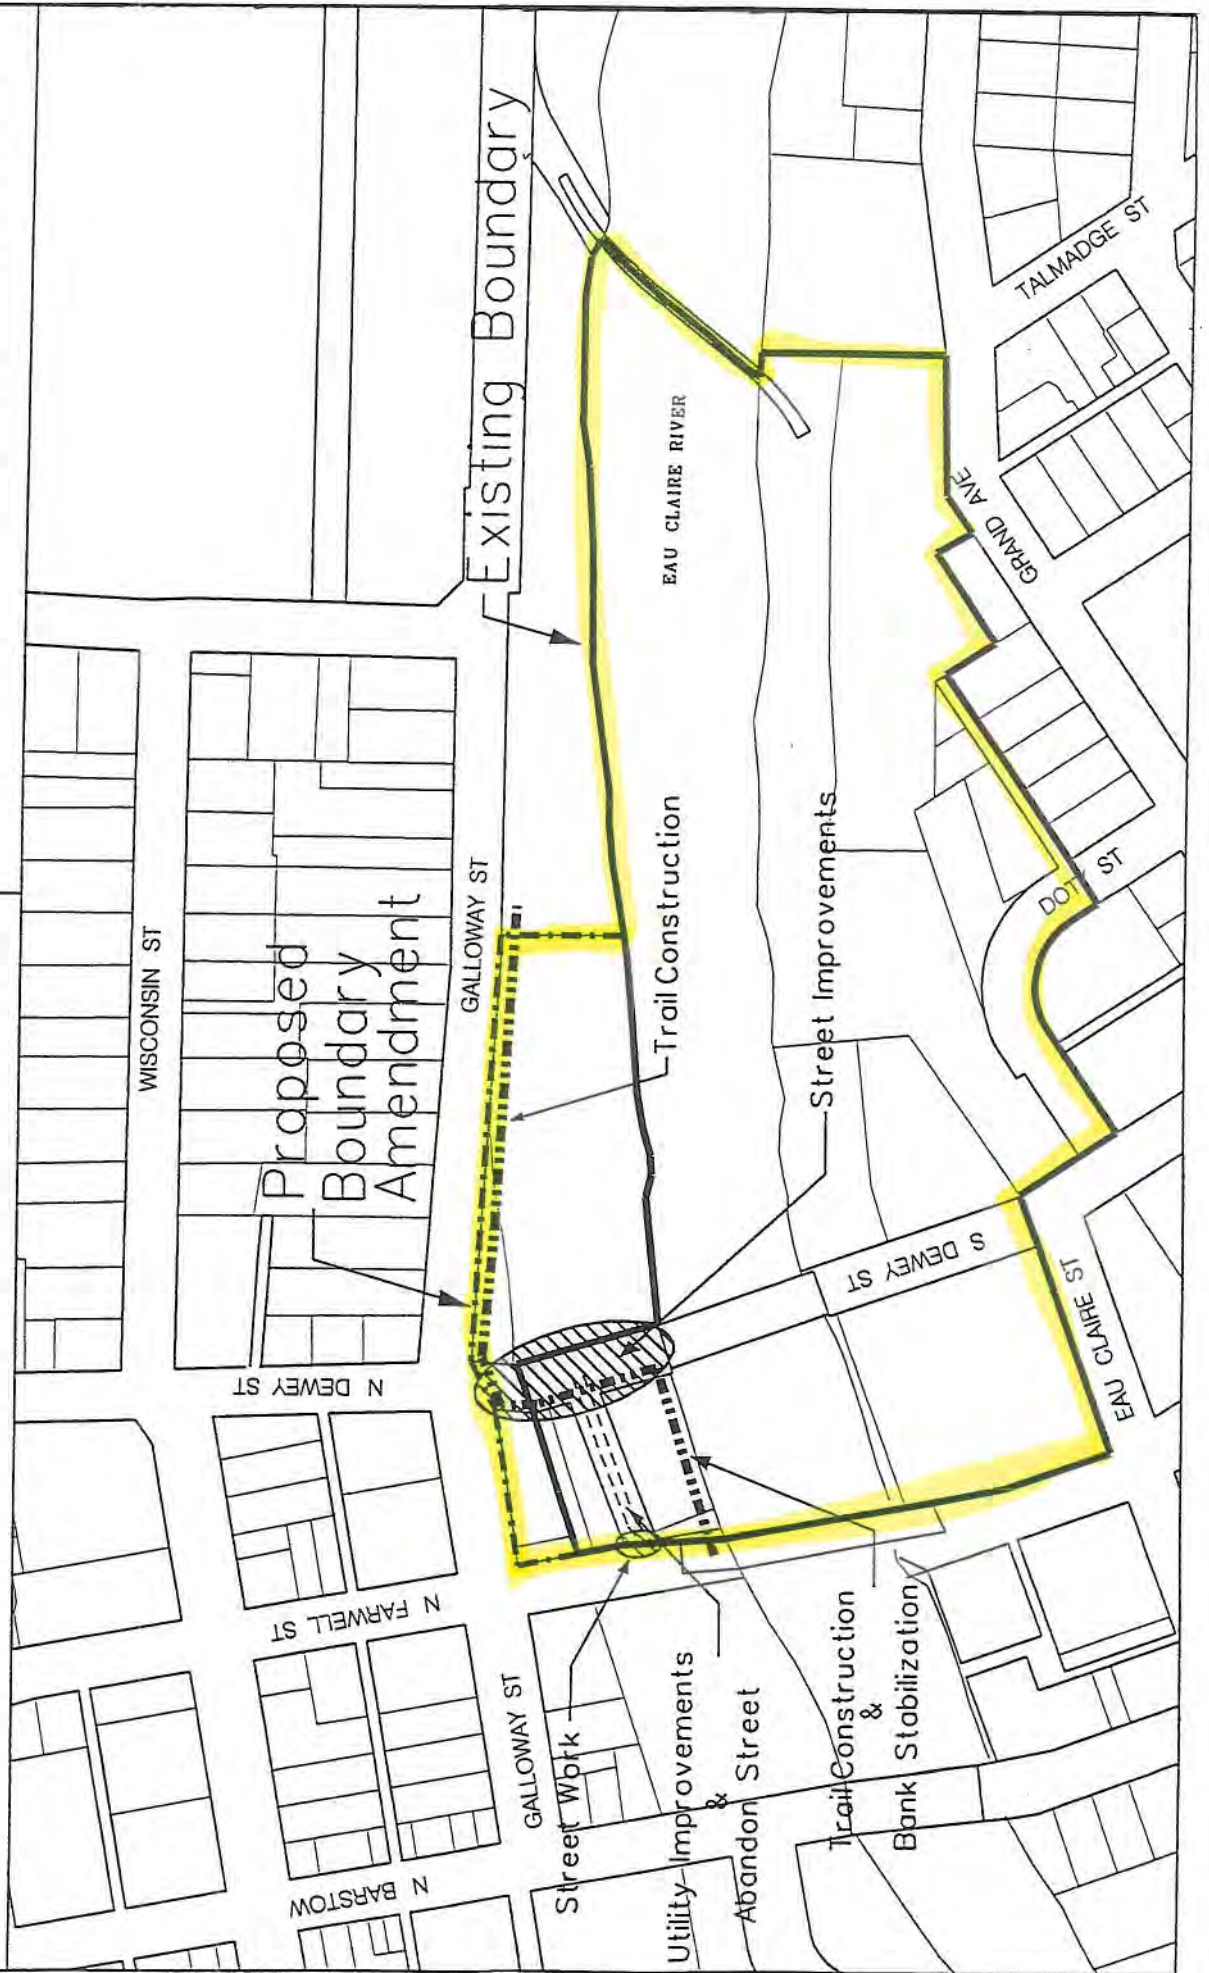 Existing Boundary
EAU CLAIRE RIVER
TALMADGE ST
GRAND AVE
WISCONSIN ST
Proposed
Boundary
Amendment
GALLOWAY ST
Trail Construction
Street Improvements
DOT ST
N DEWEY ST
S DEWEY ST
EAU CLAIRE ST
N FARWELL ST
N BARSTOW
GALLOWAY ST
Street Work
Utility Improvements
&
Abandon Street
Trail Construction
&
Bank Stabilization